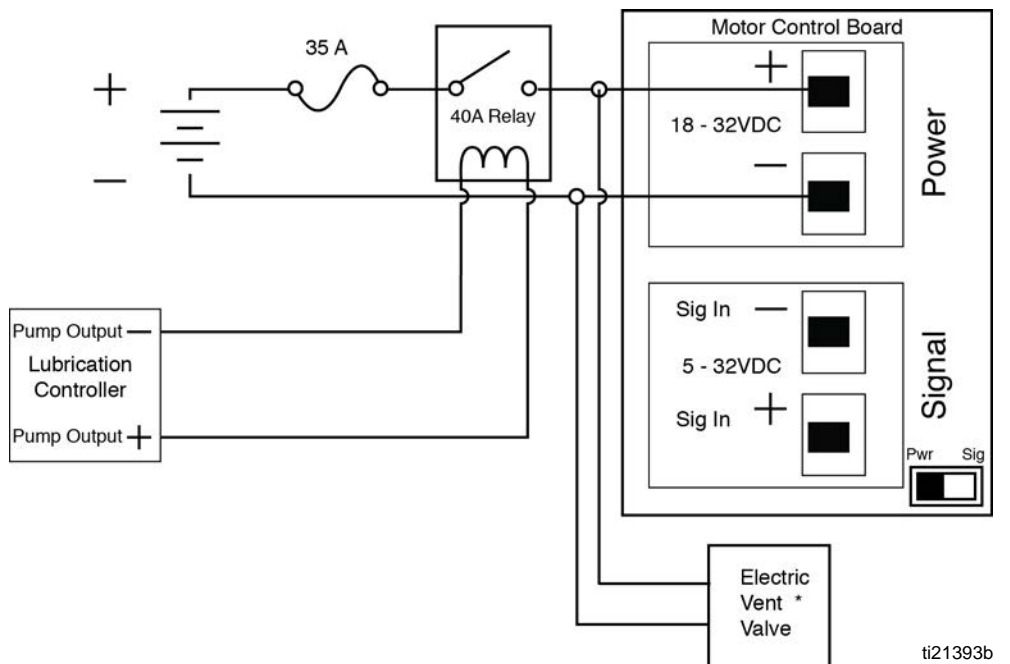 Motor Control Board
35 A
+
+
40A Relay
18 - 32VDC
Power
—
—
Sig In —
Pump Output —
Lubrication
Controller
5 - 32VDC
Signal
Sig In +
Pump Output +
Pwr Sig
Electric
Vent *
Valve
ti21393b